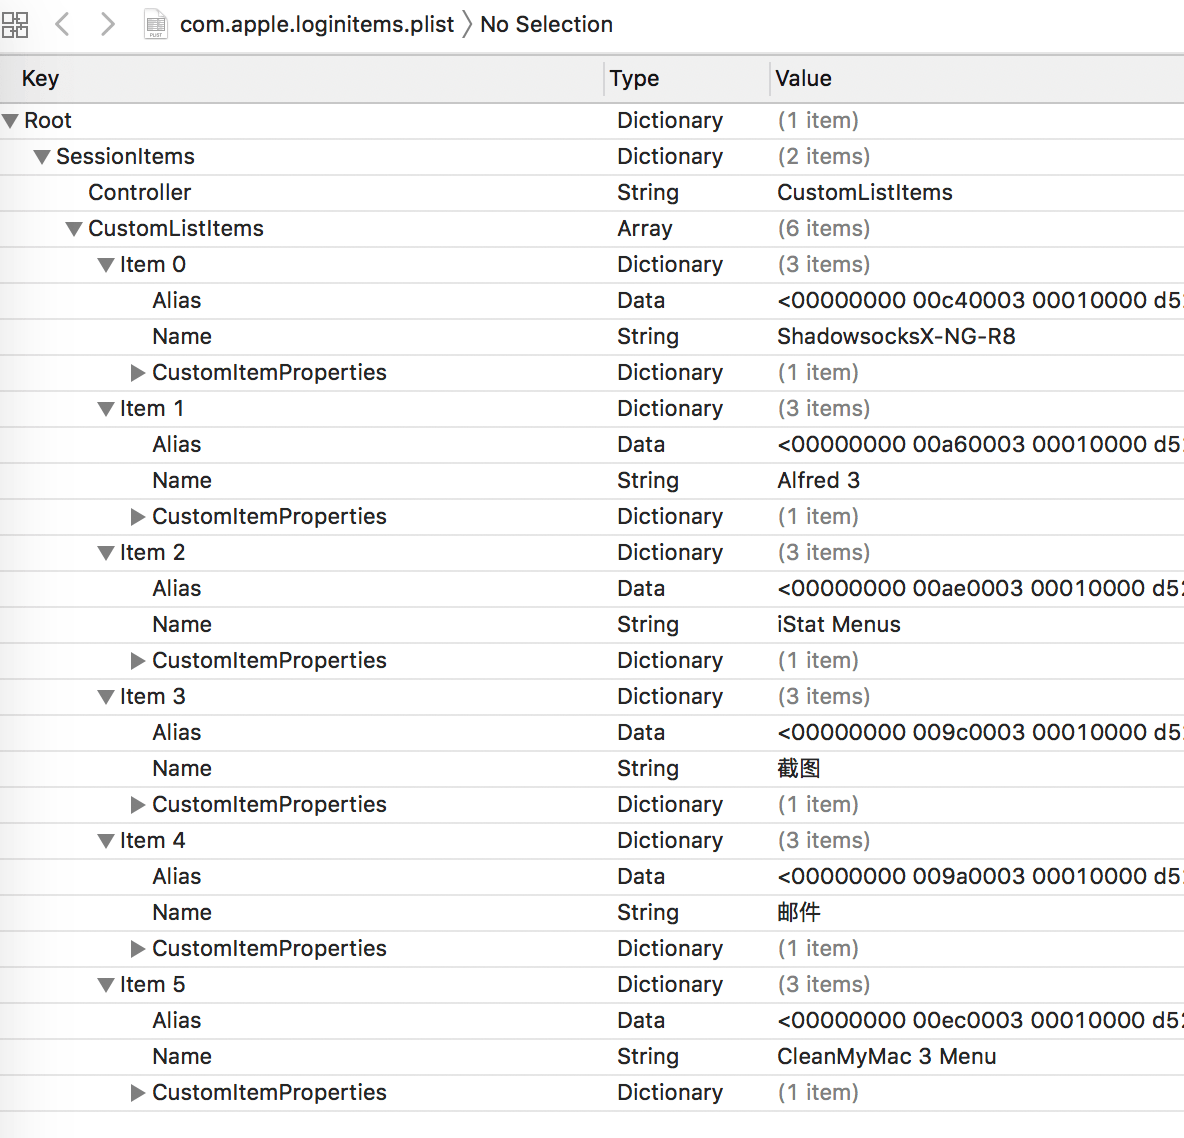 com.apple.loginitems.plist 〉 No Selection
Key Type Value
Root Dictionary (1 item)
SessionItems Dictionary (2 items)
Controller String CustomListItems
CustomListItems Array (6 items)
Item 0 Dictionary (3 items)
Alias Data <00000000 00c40003 00010000 d52
Name String ShadowsocksX-NG-R8
CustomItemProperties Dictionary (1 item)
Item 1 Dictionary (3 items)
Alias Data <00000000 00a60003 00010000 d52
Name String Alfred 3
CustomItemProperties Dictionary (1 item)
Item 2 Dictionary (3 items)
Alias Data <00000000 00ae0003 00010000 d52
Name String iStat Menus
CustomItemProperties Dictionary (1 item)
Item 3 Dictionary (3 items)
Alias Data <00000000 009c0003 00010000 d52
Name String 截图
CustomItemProperties Dictionary (1 item)
Item 4 Dictionary (3 items)
Alias Data <00000000 009a0003 00010000 d52
Name String 邮件
CustomItemProperties Dictionary (1 item)
Item 5 Dictionary (3 items)
Alias Data <00000000 00ec0003 00010000 d52
Name String CleanMyMac 3 Menu
CustomItemProperties Dictionary (1 item)